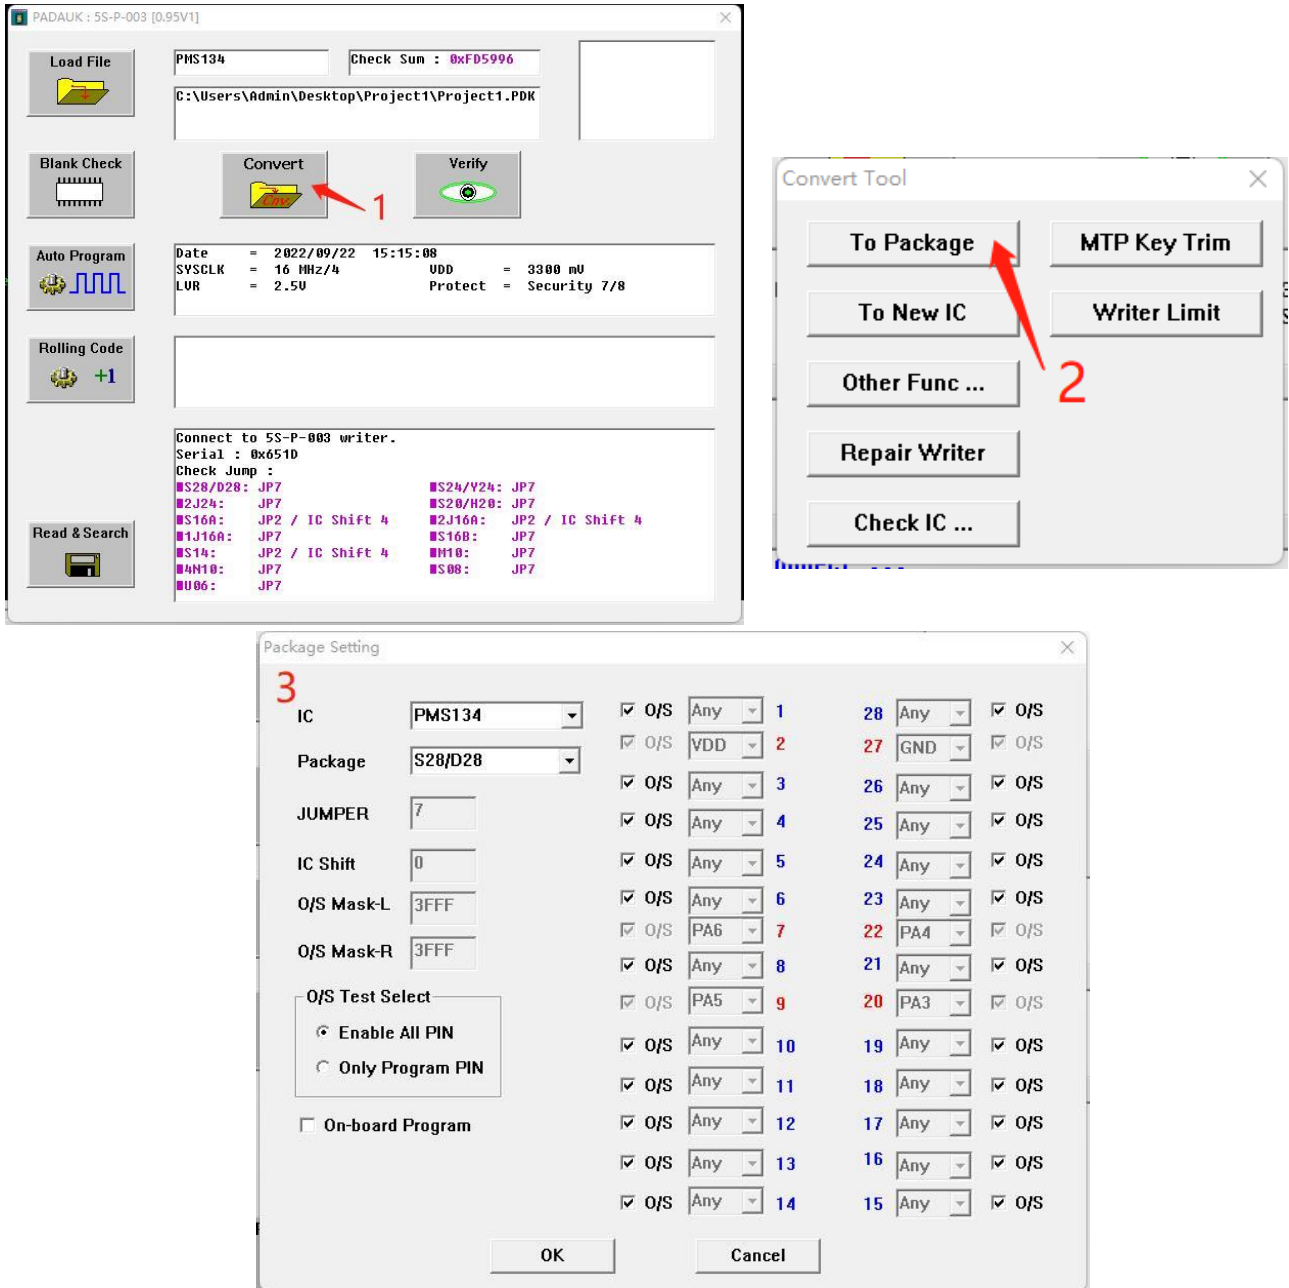 PADAUK : 5S-P-003 [0.95V1]
Load File
PMS134
Check Sum : 0xFD5996
C:\Users\Admin\Desktop\Project1\Project1.PDK
Blank Check
Convert
Cnv.
Verify
1
Auto Program
Date = 2022/09/22 15:15:08
SYSCLK = 16 MHz/4 VDD = 3300 mV
LVR = 2.5V Protect = Security 7/8
Rolling Code
+1
Connect to 5S-P-003 writer.
Serial : 0x651D
Check Jump :
■S28/D28: JP7 ■S24/Y24: JP7
■2J24: JP7 ■S20/H20: JP7
■S16A: JP2 / IC Shift 4 ■2J16A: JP2 / IC Shift 4
■1J16A: JP7 ■S16B: JP7
■S14: JP2 / IC Shift 4 ■M10: JP7
■4N10: JP7 ■S08: JP7
■U06: JP7
Read & Search
Convert Tool
To Package MTP Key Trim
To New IC Writer Limit
Other Func ...
2
Repair Writer
Check IC ...
Package Setting
3
IC PMS134
Package S28/D28
JUMPER 7
IC Shift 0
O/S Mask-L 3FFF
O/S Mask-R 3FFF
O/S Test Select
Enable All PIN
Only Program PIN
On-board Program
O/S Any 1 28 Any O/S
O/S VDD 2 27 GND O/S
O/S Any 3 26 Any O/S
O/S Any 4 25 Any O/S
O/S Any 5 24 Any O/S
O/S Any 6 23 Any O/S
O/S PA6 7 22 PA4 O/S
O/S Any 8 21 Any O/S
O/S PA5 9 20 PA3 O/S
O/S Any 10 19 Any O/S
O/S Any 11 18 Any O/S
O/S Any 12 17 Any O/S
O/S Any 13 16 Any O/S
O/S Any 14 15 Any O/S
OK Cancel